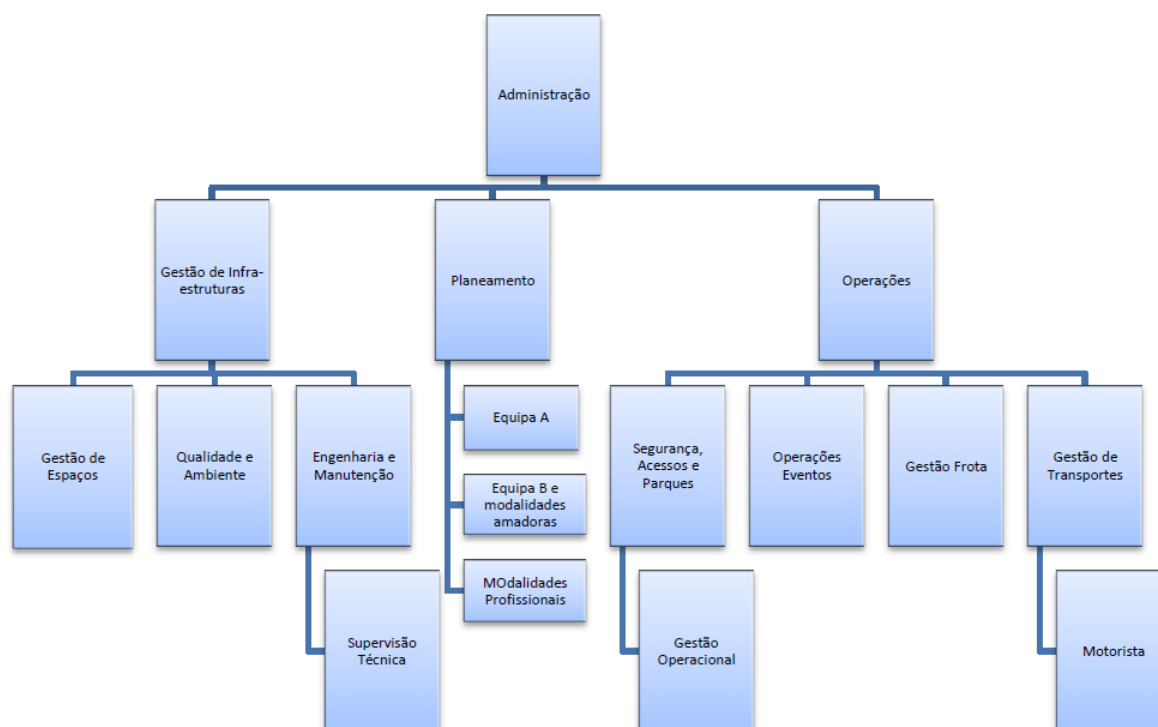 Administração
Gestão de Infra-
estruturas
Planeamento
Operações
Gestão de
Espaços
Qualidade e
Ambiente
Engenharia e
Manutenção
Supervisão
Técnica
Equipa A
Equipa B e
modalidades
amadoras
MOdalidades
Profissionais
Segurança,
Acessos e
Parques
Operações
Eventos
Gestão Frota
Gestão de
Transportes
Gestão
Operacional
Motorista